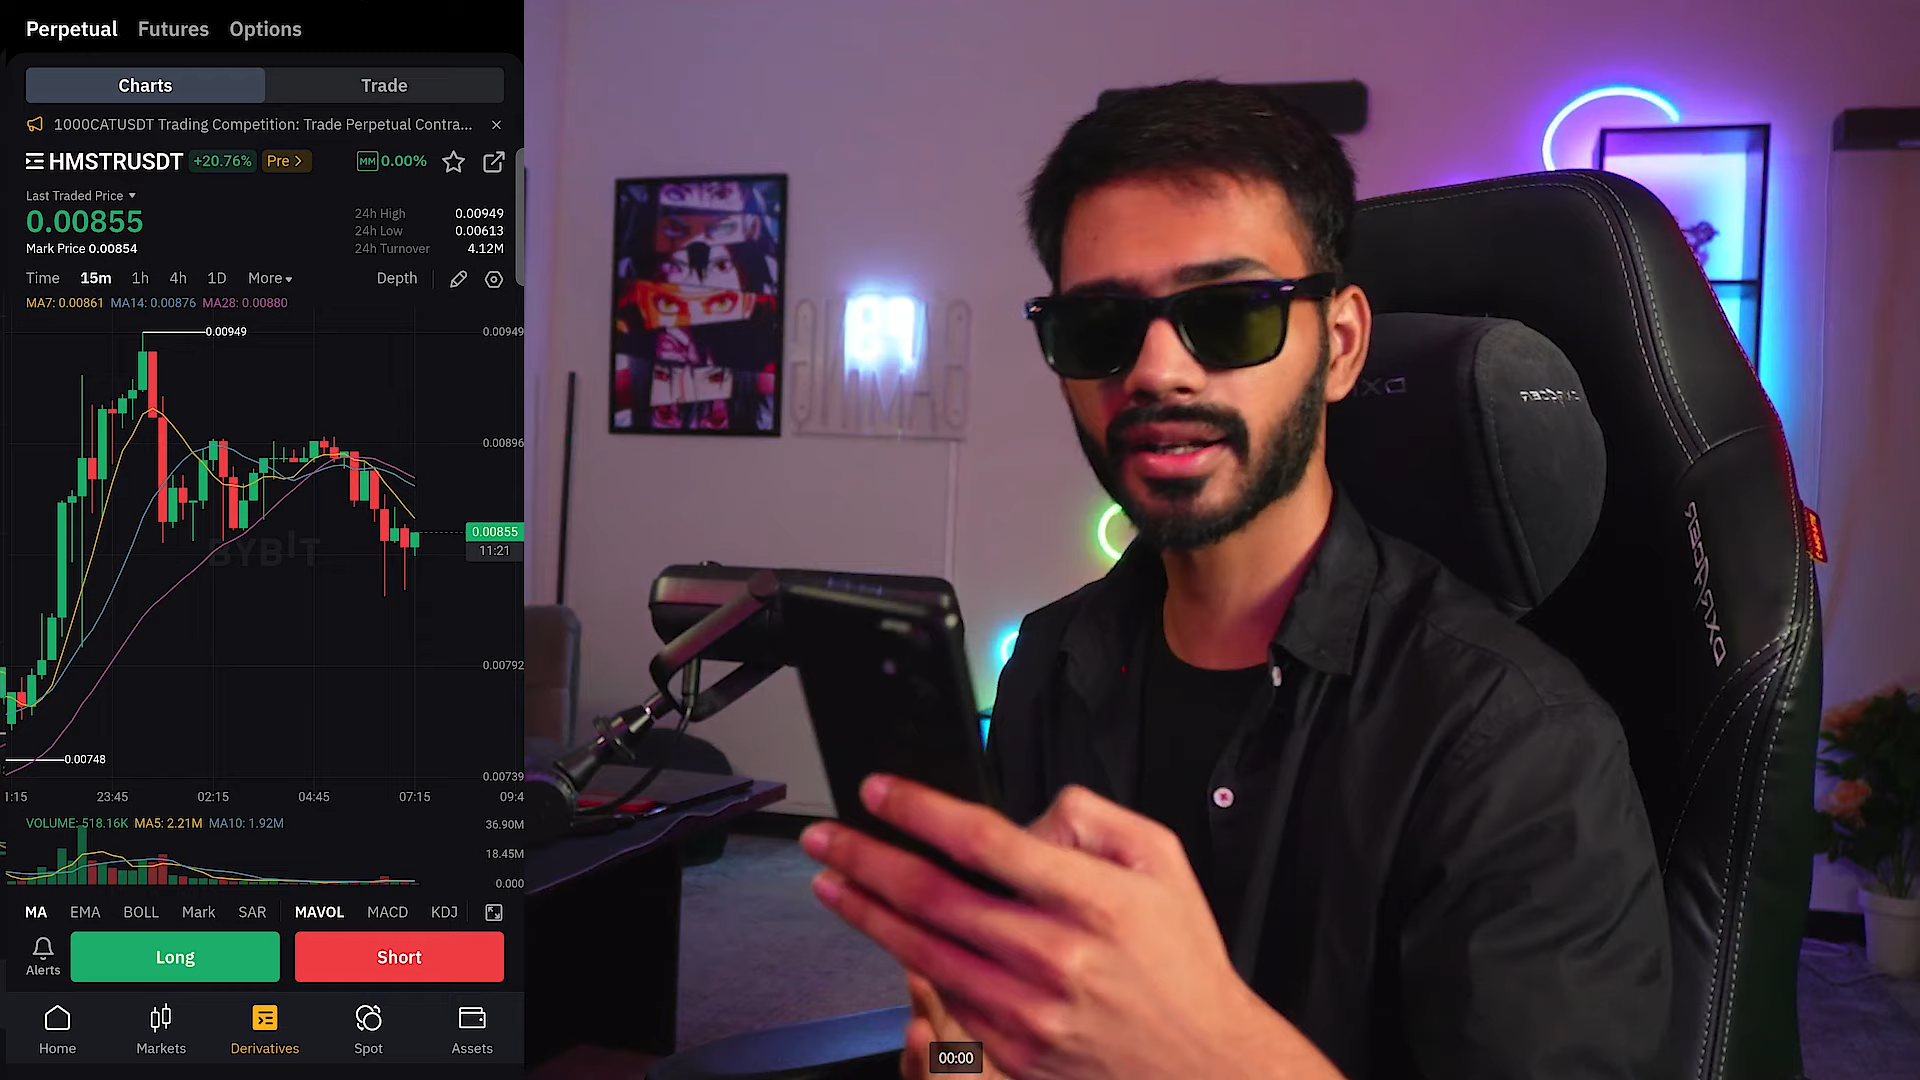 Perpetual Futures Options
Charts Trade
1000CATUSDT Trading Competition: Trade Perpetual Contra...
HMSTRUSDT +20.76% Pre > MM 0.00%
Last Traded Price
0.00855
Mark Price 0.00854
24h High 0.00949
24h Low 0.00613
24h Turnover 4.12M
Time 15m 1h 4h 1D More Depth
MA7: 0.00861 MA14: 0.00876 MA28: 0.00880
0.00949 0.00949
0.00896
0.00855
11:21
BYBIT
0.00792
0.00748
0.00739
1:15 23:45 02:15 04:45 07:15 09:4
VOLUME: 518.16K MA5: 2.21M MA10: 1.92M
36.90M
18.45M
0.000
MA EMA BOLL Mark SAR MAVOL MACD KDJ
Alerts Long Short
Home Markets Derivatives Spot Assets
DXRACER
DXRACER
00:00